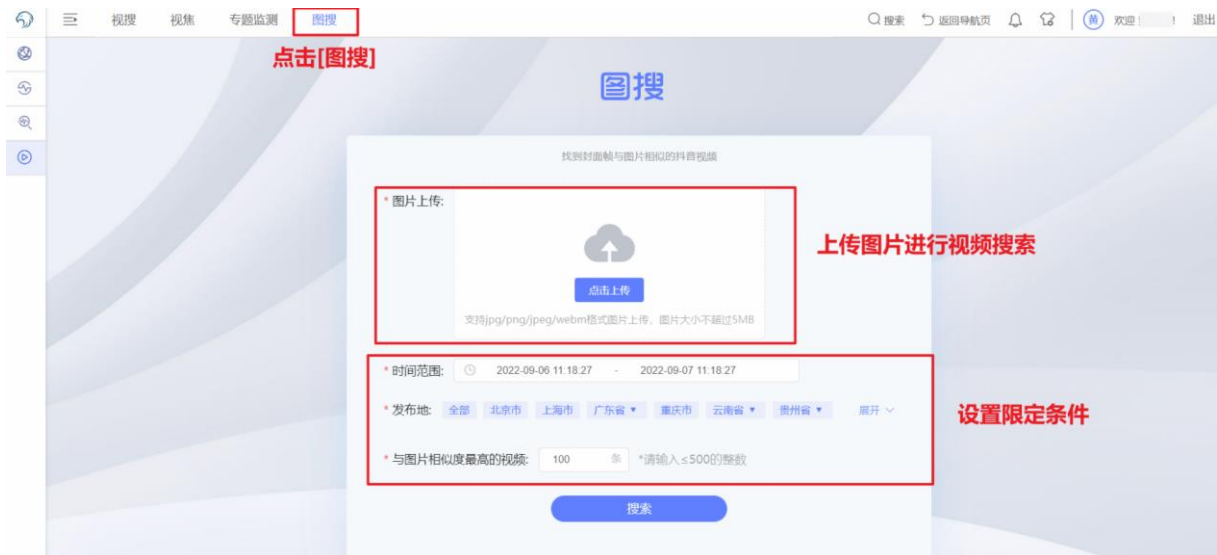 视搜 视焦 专题监测 图搜 搜索 返回导航页 黄 欢迎 ! 退出
点击[图搜]
图搜
找到封面帧与图片相似的抖音视频
* 图片上传:
上传图片进行视频搜索
点击上传
支持jpg/png/jpeg/webm格式图片上传，图片大小不超过5MB
* 时间范围: 2022-09-06 11:18:27 - 2022-09-07 11:18:27
* 发布地: 全部 北京市 上海市 广东省 ▼ 重庆市 云南省 ▼ 贵州省 ▼ 展开
设置限定条件
* 与图片相似度最高的视频: 100 条 *请输入≤500的整数
搜索